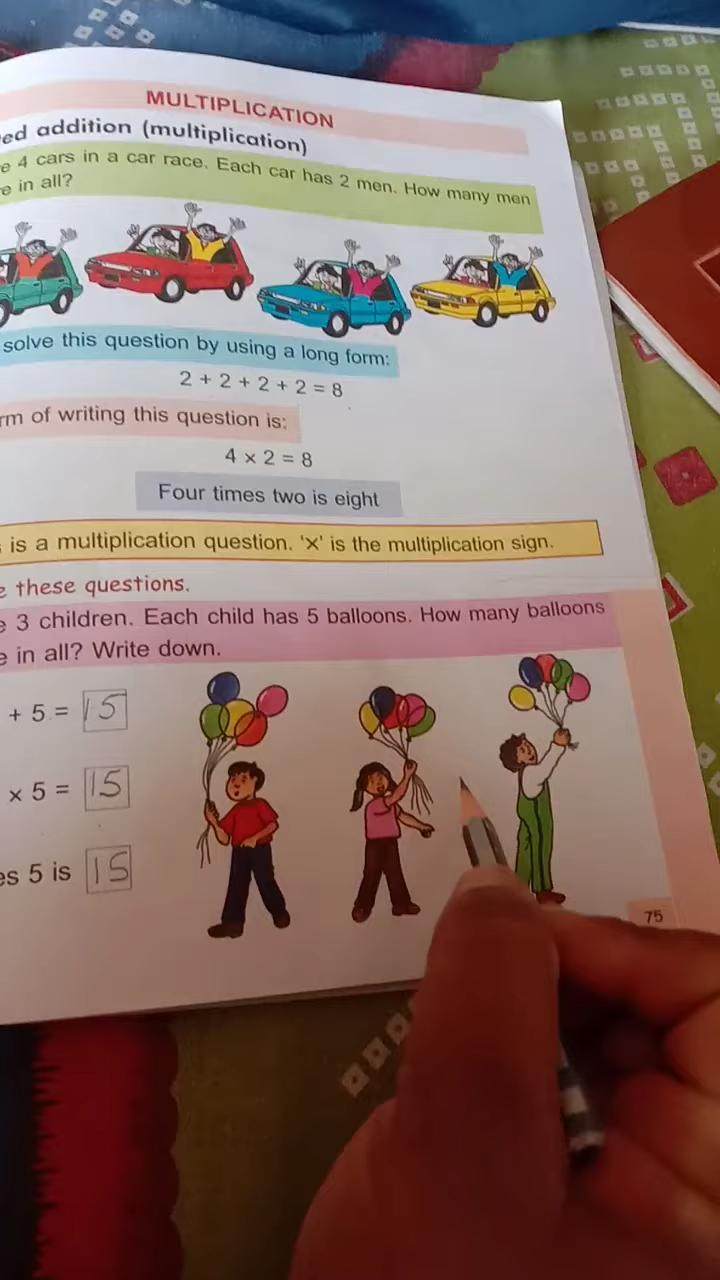 MULTIPLICATION
ed addition (multiplication)
e 4 cars in a car race. Each car has 2 men. How many men
e in all?
solve this question by using a long form:
2 + 2 + 2 + 2 = 8
rm of writing this question is:
4 × 2 = 8
Four times two is eight
is a multiplication question. ‘×’ is the multiplication sign.
e these questions.
e 3 children. Each child has 5 balloons. How many balloons
e in all? Write down.
+ 5 = 15
× 5 = 15
es 5 is 15
75